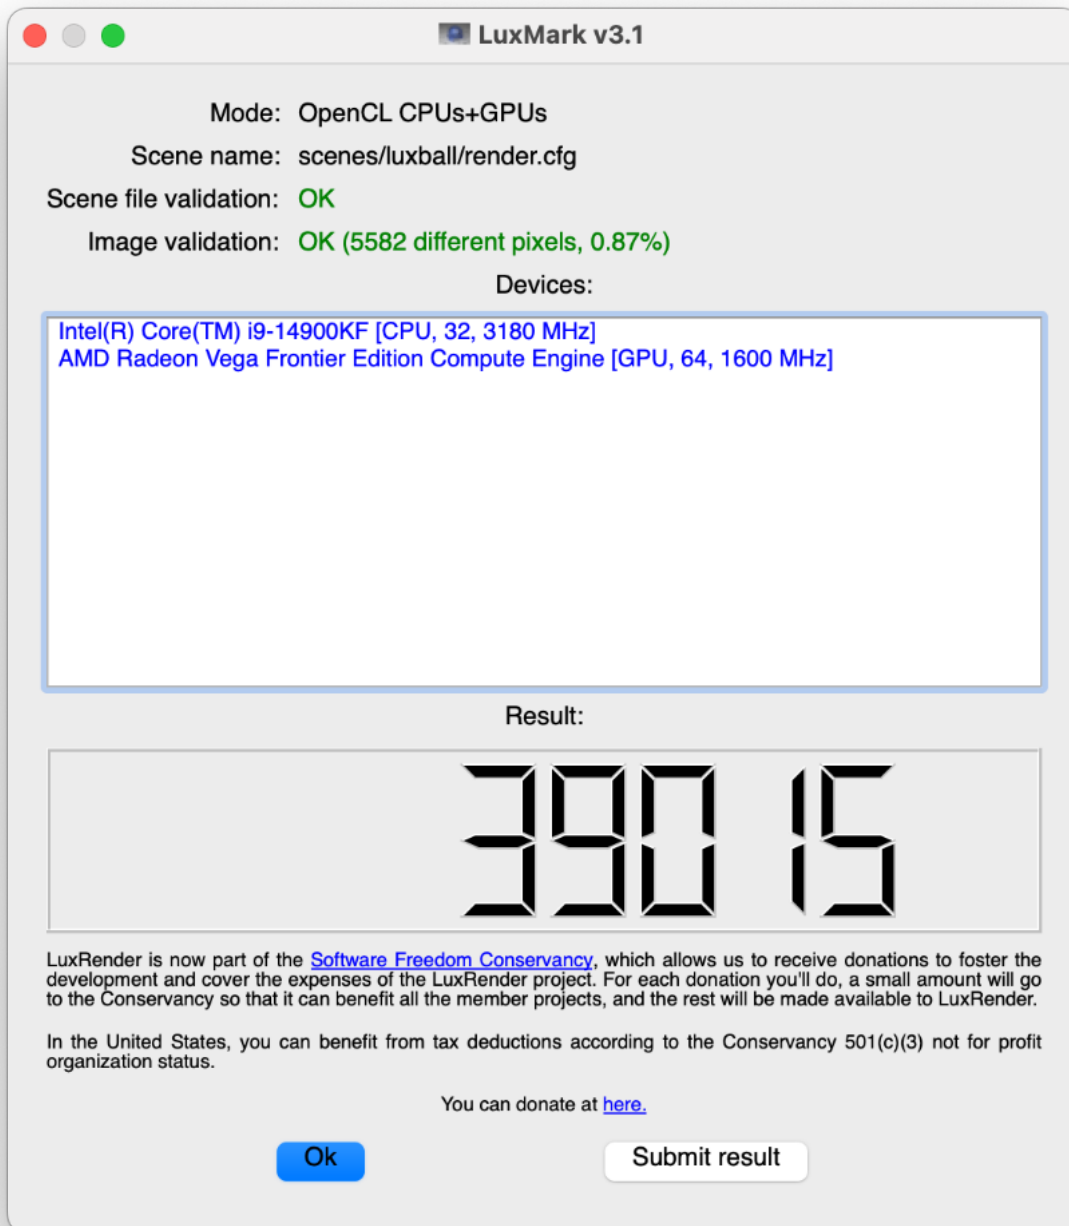 LuxMark v3.1
Mode: OpenCL CPUs+GPUs
Scene name: scenes/luxball/render.cfg
Scene file validation: OK
Image validation: OK (5582 different pixels, 0.87%)
Devices:
Intel(R) Core(TM) i9-14900KF [CPU, 32, 3180 MHz]
AMD Radeon Vega Frontier Edition Compute Engine [GPU, 64, 1600 MHz]
Result:
39015
LuxRender is now part of the Software Freedom Conservancy, which allows us to receive donations to foster the
development and cover the expenses of the LuxRender project. For each donation you'll do, a small amount will go
to the Conservancy so that it can benefit all the member projects, and the rest will be made available to LuxRender.
In the United States, you can benefit from tax deductions according to the Conservancy 501(c)(3) not for profit
organization status.
You can donate at here.
Ok
Submit result